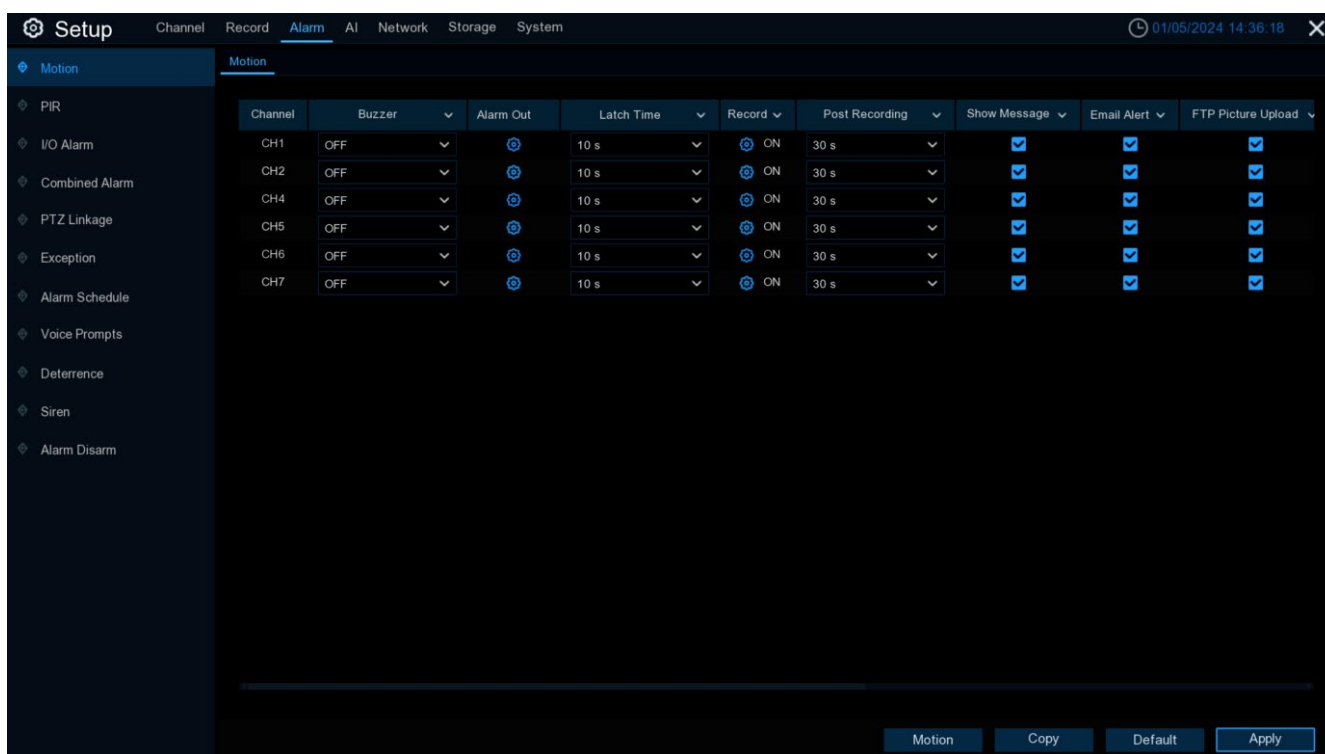 Setup Channel Record Alarm AI Network Storage System 01/05/2024 14:36:18
Motion
PIR
I/O Alarm
Combined Alarm
PTZ Linkage
Exception
Alarm Schedule
Voice Prompts
Deterrence
Siren
Alarm Disarm
Motion
Channel Buzzer Alarm Out Latch Time Record Post Recording Show Message Email Alert FTP Picture Upload
CH1 OFF 10 s ON 30 s
CH2 OFF 10 s ON 30 s
CH4 OFF 10 s ON 30 s
CH5 OFF 10 s ON 30 s
CH6 OFF 10 s ON 30 s
CH7 OFF 10 s ON 30 s
Motion Copy Default Apply